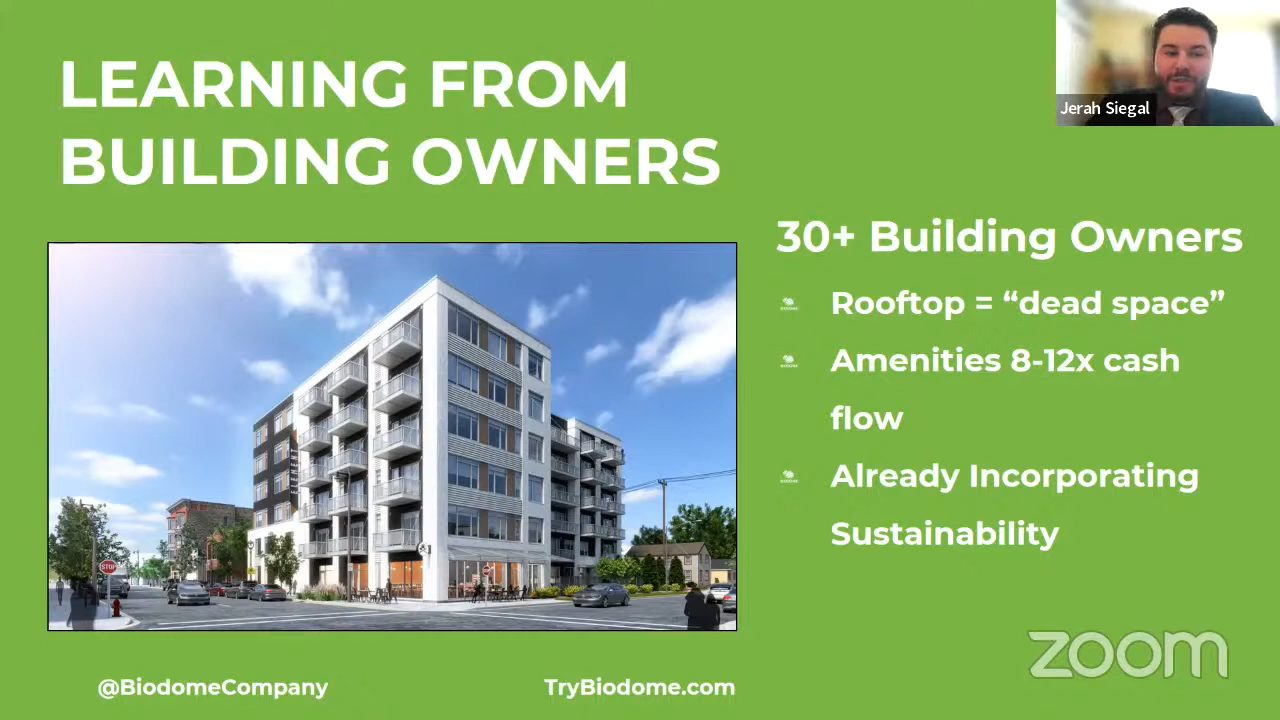 LEARNING FROM
BUILDING OWNERS
Jerah Siegal
30+ Building Owners
Rooftop = “dead space”
Amenities 8-12x cash
flow
Already Incorporating
Sustainability
STOP
@BiodomeCompany
TryBiodome.com
zoom